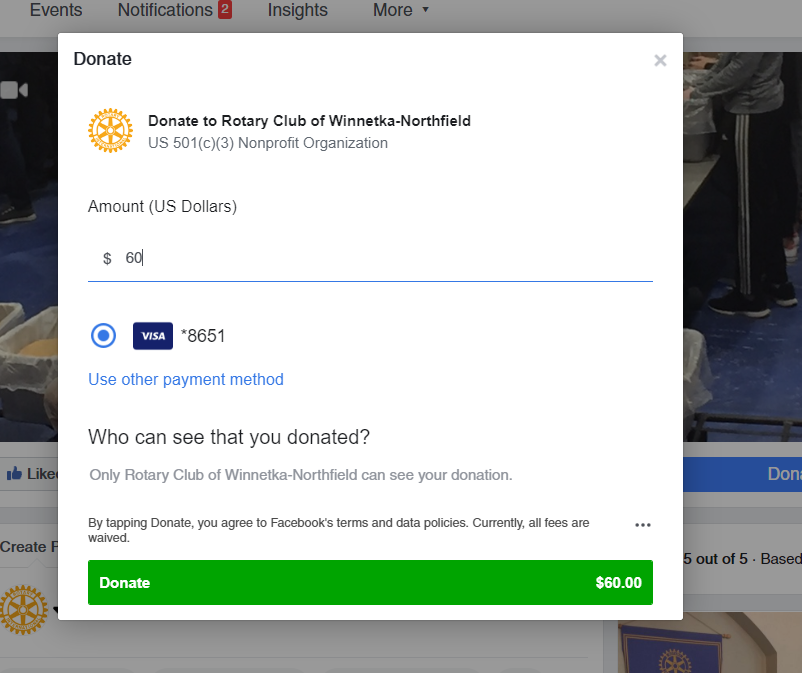 Events Notifications 2 Insights More
Donate
Donate to Rotary Club of Winnetka-Northfield
US 501(c)(3) Nonprofit Organization
Amount (US Dollars)
$ 60
VISA *8651
Use other payment method
Who can see that you donated?
Only Rotary Club of Winnetka-Northfield can see your donation.
By tapping Donate, you agree to Facebook's terms and data policies. Currently, all fees are
waived.
Donate $60.00
Like
Dona
Create
5 out of 5 · Based